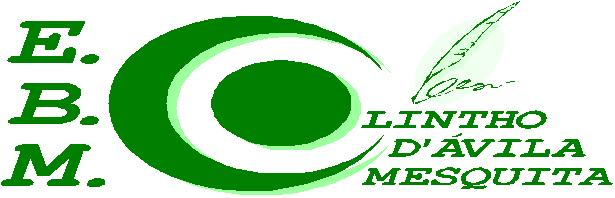 E.
B.
M.
LINTHO
D'ÁVILA
MESQUITA